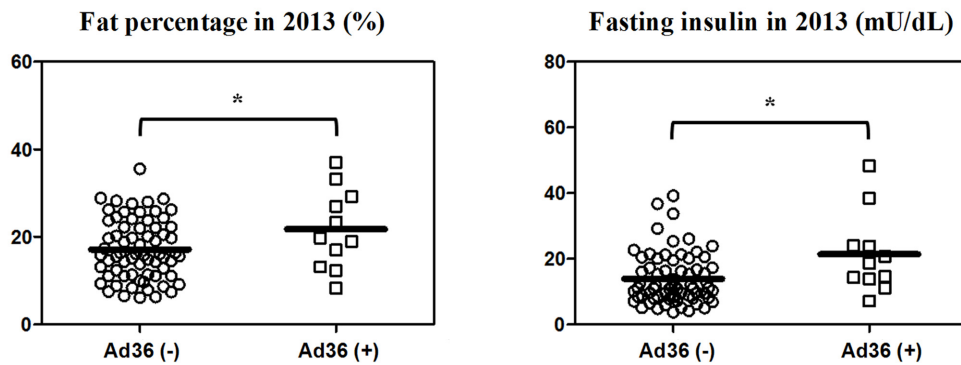 Fat percentage in 2013 (%)
60
40
20
0
*
Ad36 (-)
Ad36 (+)
Fasting insulin in 2013 (mU/dL)
80
60
40
20
0
*
Ad36 (-)
Ad36 (+)